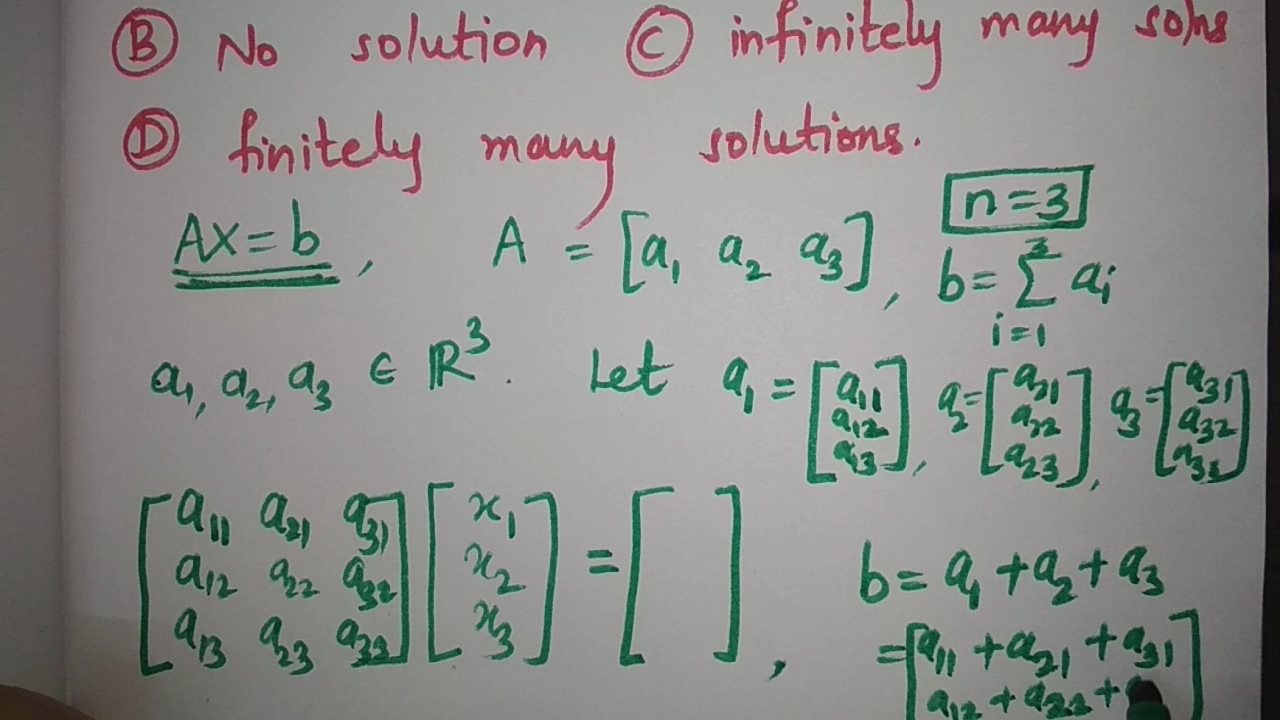 Ⓑ No solution Ⓒ infinitely many solns
Ⓓ finitely many solutions.
AX=b, A = [a₁ a₂ a₃], n=3
b= Σ³ᵢ₌₁ aᵢ
a₁, a₂, a₃ ∈ ℝ³. Let a₁ = [a₁₁ a₁₂ a₁₃], a₂=[a₂₁ a₂₂ a₂₃], a₃=[a₃₁ a₃₂ a₃₃]
[a₁₁ a₂₁ a₃₁] [x₁] = [ ],
[a₁₂ a₂₂ a₃₂] [x₂]
[a₁₃ a₂₃ a₃₃] [x₃]
b= a₁ +a₂+ a₃
=[a₁₁ +a₂₁ +a₃₁]
a₁₂ + a₂₂ +